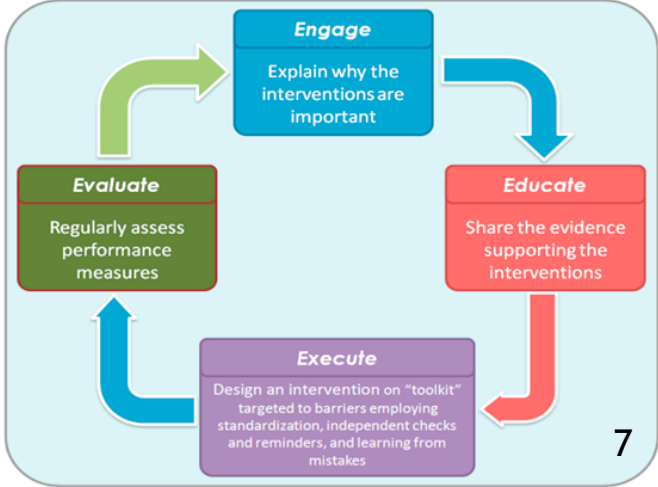 Engage
Explain why the
interventions are
important
Educate
Share the evidence
supporting the
interventions
Execute
Design an intervention on “toolkit”
targeted to barriers employing
standardization, independent checks
and reminders, and learning from
mistakes
Evaluate
Regularly assess
performance
measures
7